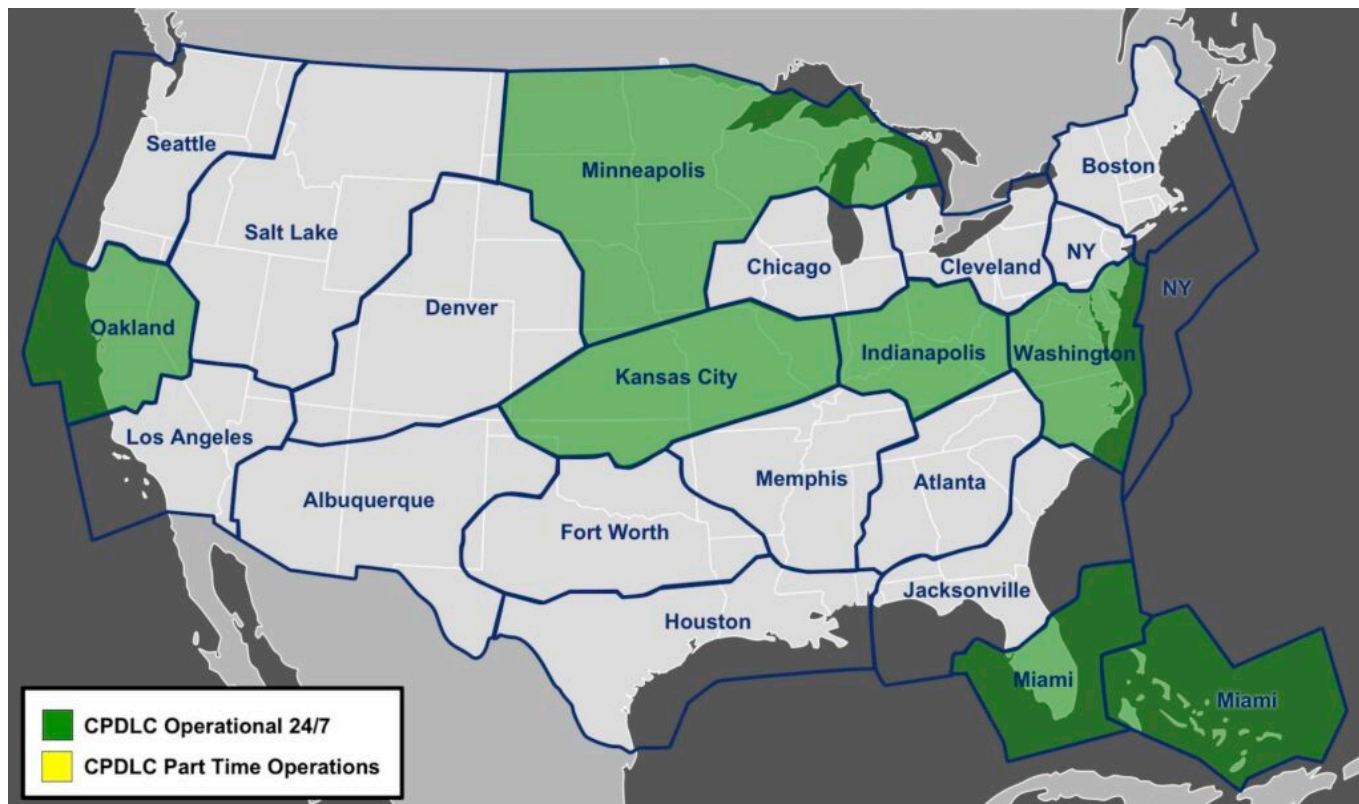 Seattle
Boston
Minneapolis
Salt Lake
NY
Chicago
Cleveland
NY
Denver
Oakland
Indianapolis
Washington
Kansas City
Los Angeles
Memphis
Atlanta
Albuquerque
Fort Worth
Jacksonville
Houston
Miami
Miami
CPDLC Operational 24/7
CPDLC Part Time Operations